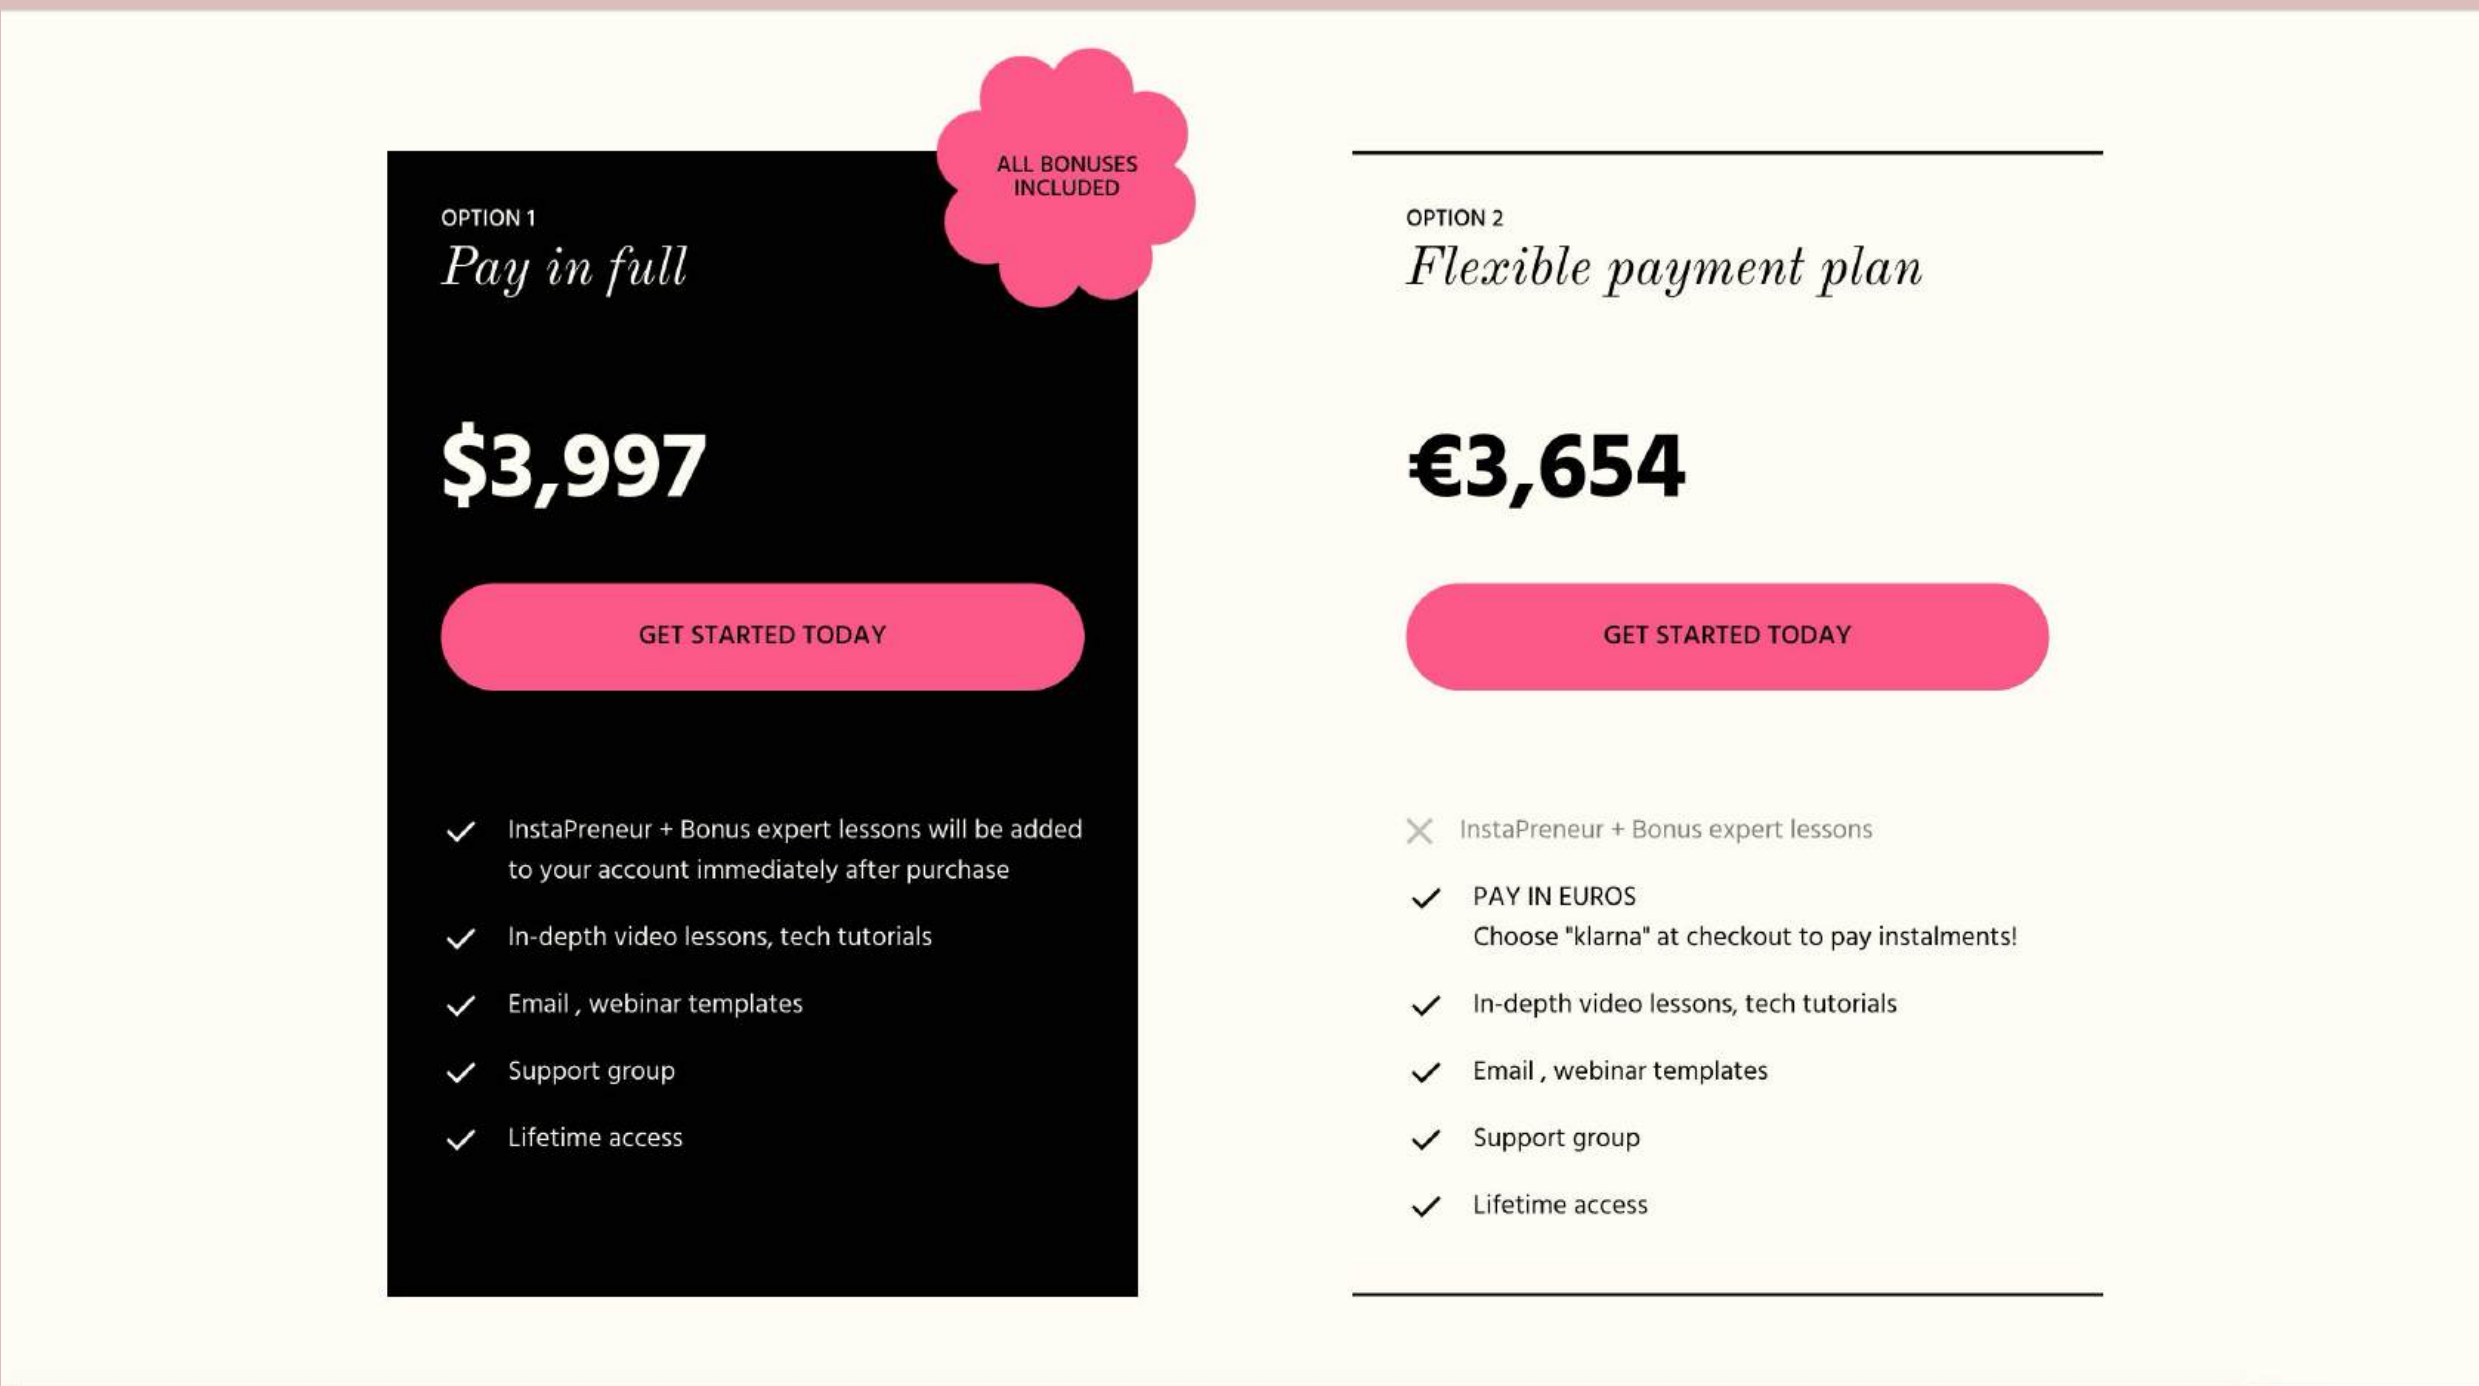 ALL BONUSES
INCLUDED
OPTION 1
Pay in full
$3,997
GET STARTED TODAY
InstaPreneur + Bonus expert lessons will be added
to your account immediately after purchase
In-depth video lessons, tech tutorials
Email , webinar templates
Support group
Lifetime access
OPTION 2
Flexible payment plan
€3,654
GET STARTED TODAY
InstaPreneur + Bonus expert lessons
PAY IN EUROS
Choose "klarna" at checkout to pay instalments!
In-depth video lessons, tech tutorials
Email , webinar templates
Support group
Lifetime access